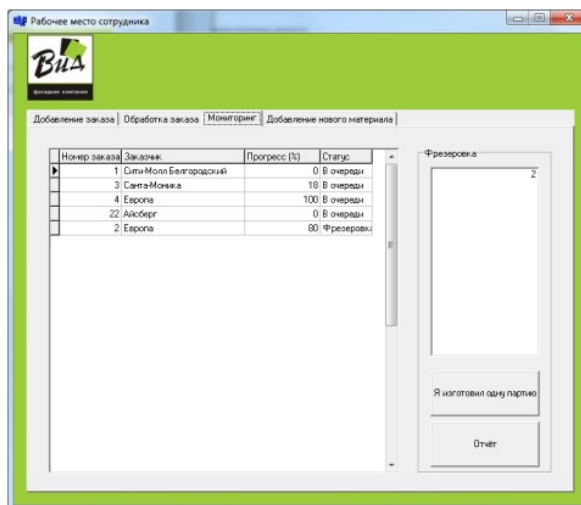 Рабочее место сотрудника
ВиД
фасадная компания
Добавление заказа Обработка заказа Мониторинг Добавление нового материала
Номер заказа Заказчик Прогресс (%) Статус
1 Сити-Молл Белгородский 0 В очереди
3 Санта-Моника 18 В очереди
4 Европа 100 В очереди
22 Айсберг 0 В очереди
2 Европа 80 Фрезеровка
Фрезеровка
2
Я изготовил одну партию
Отчёт